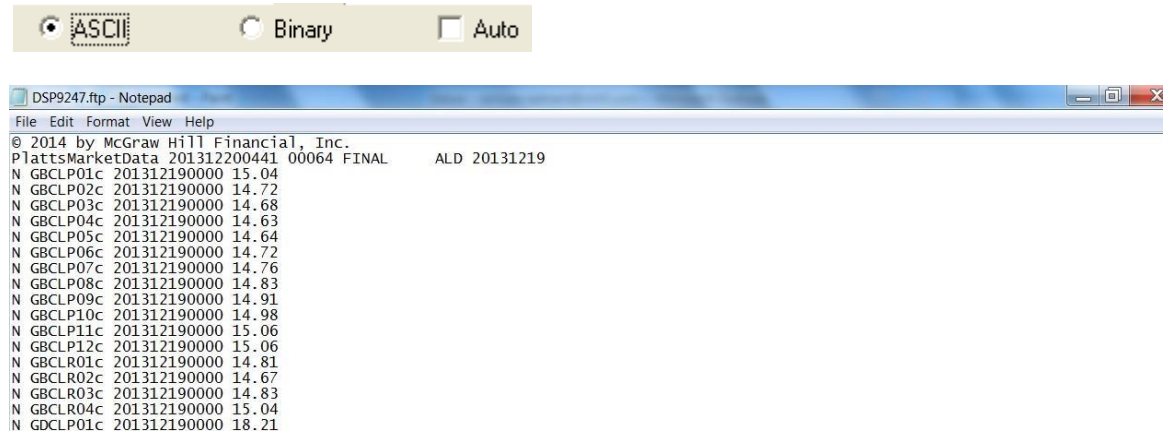 ASCII Binary Auto
DSP9247.ftp - Notepad
File Edit Format View Help
© 2014 by McGraw Hill Financial, Inc.
PlattsMarketData 201312200441 00064 FINAL ALD 20131219
N GBCLP01c 201312190000 15.04
N GBCLP02c 201312190000 14.72
N GBCLP03c 201312190000 14.68
N GBCLP04c 201312190000 14.63
N GBCLP05c 201312190000 14.64
N GBCLP06c 201312190000 14.72
N GBCLP07c 201312190000 14.76
N GBCLP08c 201312190000 14.83
N GBCLP09c 201312190000 14.91
N GBCLP10c 201312190000 14.98
N GBCLP11c 201312190000 15.06
N GBCLP12c 201312190000 15.06
N GBCLR01c 201312190000 14.81
N GBCLR02c 201312190000 14.67
N GBCLR03c 201312190000 14.83
N GBCLR04c 201312190000 15.04
N GDCLP01c 201312190000 18.21